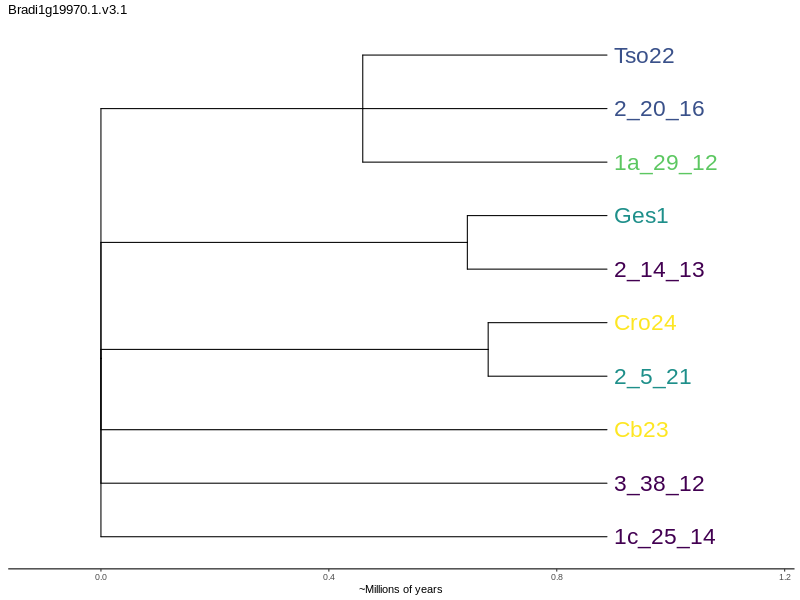 Bradi1g19970.1.v3.1
Tso22
2_20_16
1a_29_12
Ges1
2_14_13
Cro24
2_5_21
Cb23
3_38_12
1c_25_14
0.0 0.4 0.8 1.2
~Millions of years